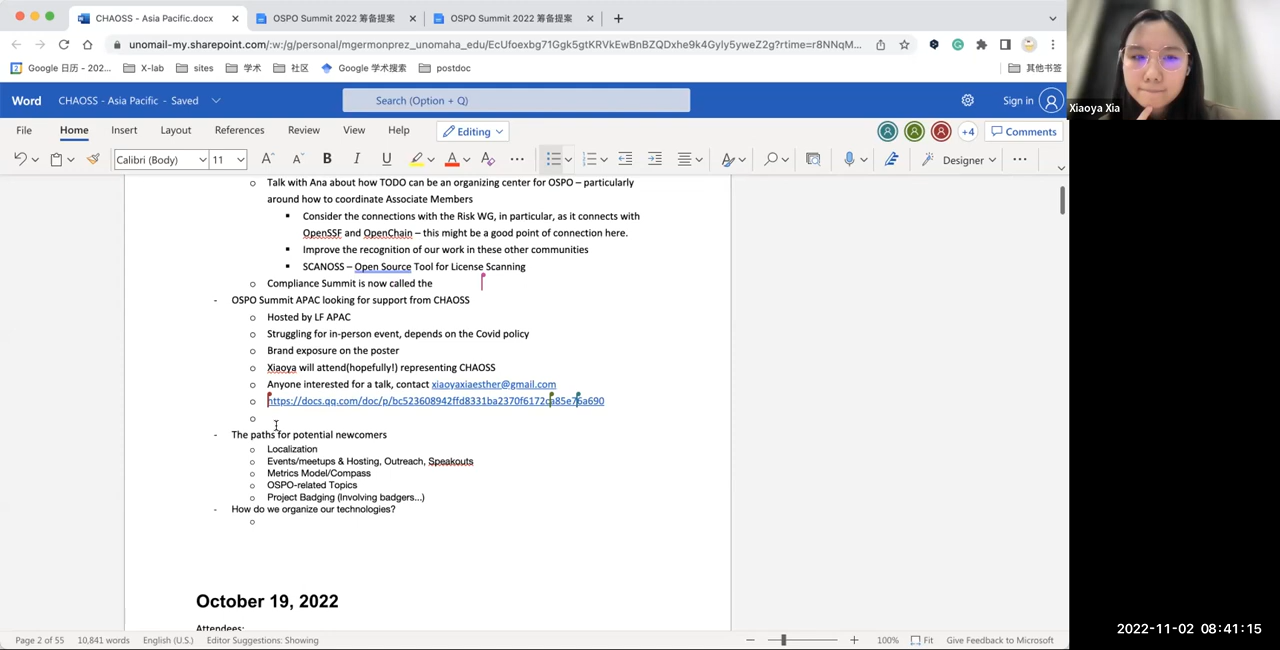 CHAOSS - Asia Pacific.docx
OSPO Summit 2022 筹备提案
OSPO Summit 2022 筹备提案
unomail-my.sharepoint.com/:w:/g/personal/mgermonprez_unomaha_edu/EcUfoexbg71Ggk5gtKRVkEwBnBZQDxhe9k4Gyly5yweZ2g?rtime=r8NNqM...
Google 日历 - 202...
X-lab
sites
学术
社区
Google 学术搜索
postdoc
其他书签
Word
CHAOSS - Asia Pacific - Saved
Search (Option + Q)
Sign in
File
Home
Insert
Layout
References
Review
View
Help
Editing
+4
Comments
Calibri (Body)
11
Designer
Talk with Ana about how TODO can be an organizing center for OSPO – particularly
around how to coordinate Associate Members
Consider the connections with the Risk WG, in particular, as it connects with
OpenSSF and OpenChain – this might be a good point of connection here.
Improve the recognition of our work in these other communities
SCANOSS – Open Source Tool for License Scanning
Compliance Summit is now called the
- OSPO Summit APAC looking for support from CHAOSS
Hosted by LF APAC
Struggling for in-person event, depends on the Covid policy
Brand exposure on the poster
Xiaoya will attend(hopefully!) representing CHAOSS
Anyone interested for a talk, contact xiaoyaxiaesther@gmail.com
https://docs.qq.com/doc/p/bc523608942ffd8331ba2370f6172ca85e76a690
- The paths for potential newcomers
Localization
Events/meetups & Hosting, Outreach, Speakouts
Metrics Model/Compass
OSPO-related Topics
Project Badging (Involving badgers...)
- How do we organize our technologies?
October 19, 2022
Attendees:
Page 2 of 55
10,841 words
English (U.S.)
Editor Suggestions: Showing
100%
Fit
Give Feedback to Microsoft
Xiaoya Xia
2022-11-02 08:41:15